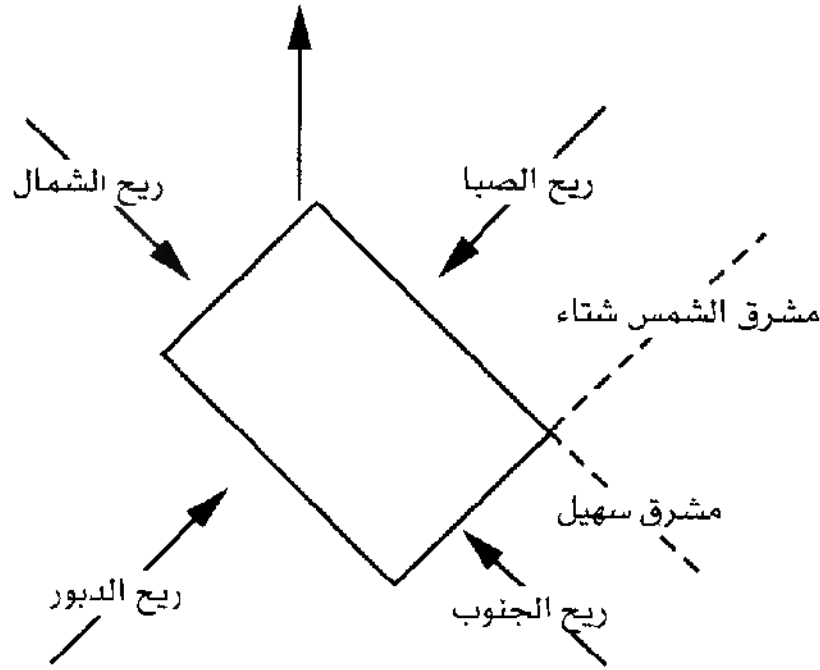 ريح الصبا
ريح الشمال
مشرق الشمس شتاء
مشرق سهيل
ريح الجنوب
ريح الدبور